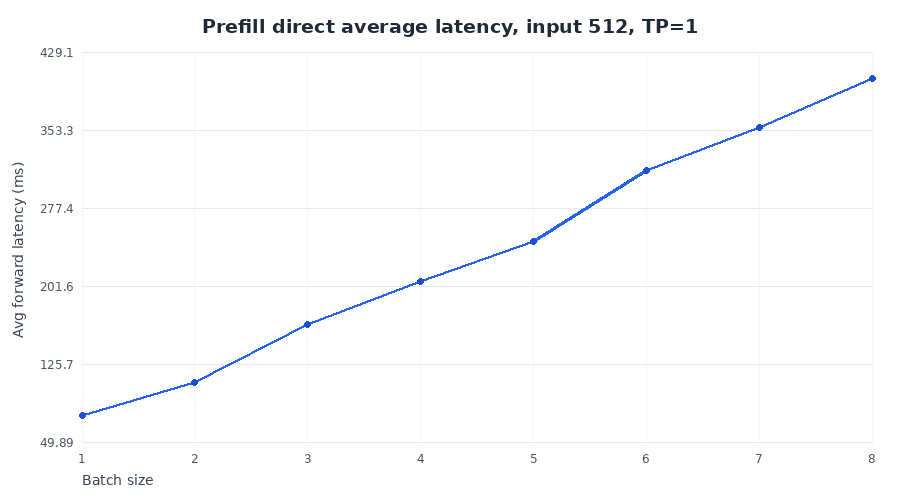 Prefill direct average latency, input 512, TP=1
429.1
353.3
277.4
201.6
125.7
49.89
Avg forward latency (ms)
1 2 3 4 5 6 7 8
Batch size